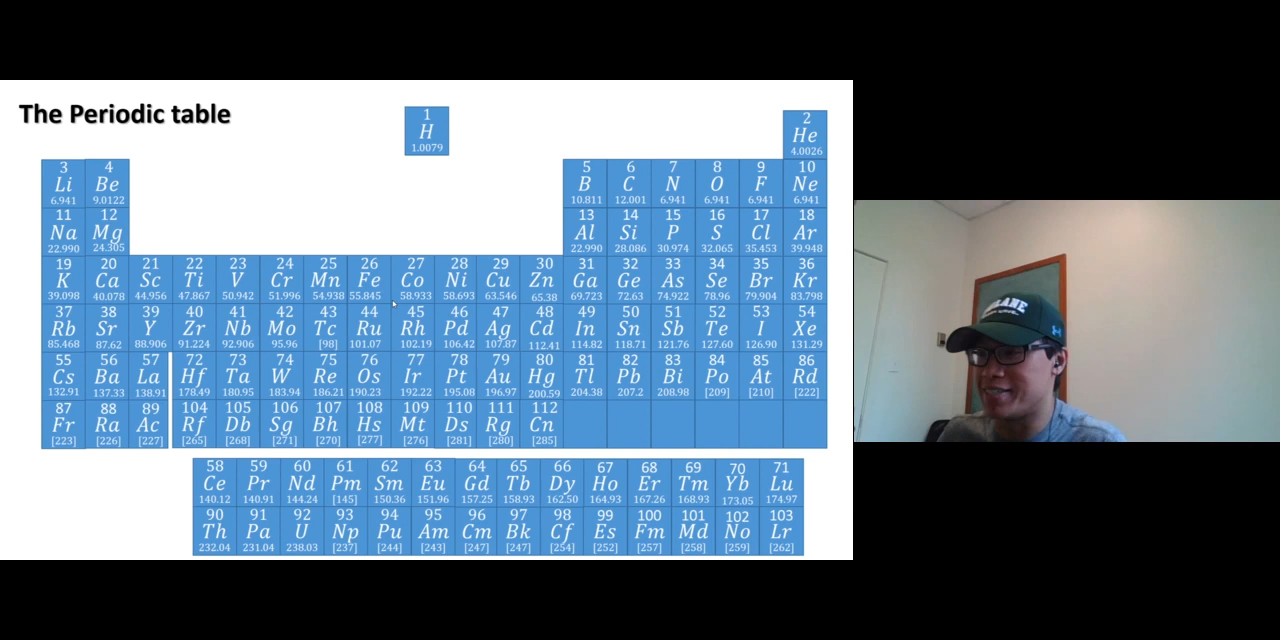 The Periodic table
1
H
1.0079
2
He
4.0026
3 4 5 6 7 8 9 10
Li Be B C N O F Ne
6.941 9.0122 10.811 12.001 6.941 6.941 6.941 6.941
11 12 13 14 15 16 17 18
Na Mg Al Si P S Cl Ar
22.990 24.305 22.990 28.086 30.974 32.065 35.453 39.948
19 20 21 22 23 24 25 26 27 28 29 30 31 32 33 34 35 36
K Ca Sc Ti V Cr Mn Fe Co Ni Cu Zn Ga Ge As Se Br Kr
39.098 40.078 44.956 47.867 50.942 51.996 54.938 55.845 58.933 58.693 63.546 65.38 69.723 72.63 74.922 78.96 79.904 83.798
37 38 39 40 41 42 43 44 45 46 47 48 49 50 51 52 53 54
Rb Sr Y Zr Nb Mo Tc Ru Rh Pd Ag Cd In Sn Sb Te I Xe
85.468 87.62 88.906 91.224 92.906 95.96 [98] 101.07 102.19 106.42 107.87 112.41 114.82 118.71 121.76 127.60 126.90 131.29
55 56 57 72 73 74 75 76 77 78 79 80 81 82 83 84 85 86
Cs Ba La Hf Ta W Re Os Ir Pt Au Hg Tl Pb Bi Po At Rd
132.91 137.33 138.91 178.49 180.95 183.94 186.21 190.23 192.22 195.08 196.97 200.59 204.38 207.2 208.98 [209] [210] [222]
87 88 89 104 105 106 107 108 109 110 111 112
Fr Ra Ac Rf Db Sg Bh Hs Mt Ds Rg Cn
[223] [226] [227] [265] [268] [271] [270] [277] [276] [281] [280] [285]
58 59 60 61 62 63 64 65 66 67 68 69 70 71
Ce Pr Nd Pm Sm Eu Gd Tb Dy Ho Er Tm Yb Lu
140.12 140.91 144.24 [145] 150.36 151.96 157.25 158.93 162.50 164.93 167.26 168.93 173.05 174.97
90 91 92 93 94 95 96 97 98 99 100 101 102 103
Th Pa U Np Pu Am Cm Bk Cf Es Fm Md No Lr
232.04 231.04 238.03 [237] [244] [243] [247] [247] [254] [252] [257] [258] [259] [262]